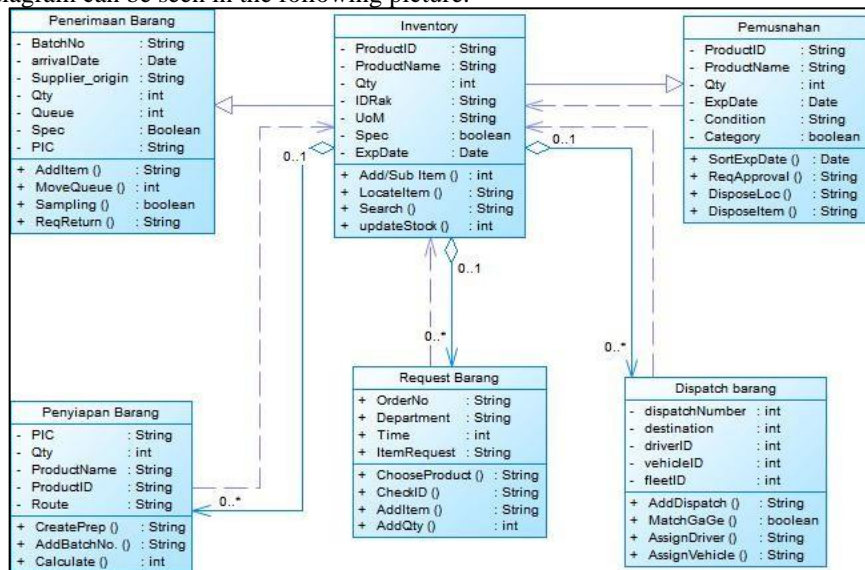 diagram can be seen in the following picture.
Penerimaan Barang
- BatchNo : String
- arrivalDate : Date
- Supplier_origin : String
- Qty : int
- Queue : int
- Spec : Boolean
- PIC : String
+ AddItem () : String
+ MoveQueue () : int
+ Sampling () : boolean
+ ReqReturn () : String
Inventory
- ProductID : String
- ProductName : String
- Qty : int
- IDRak : String
- UoM : String
- Spec : boolean
- ExpDate : Date
+ Add/Sub Item () : int
+ LocateItem () : String
+ Search () : String
+ updateStock () : int
Pemusnahan
- ProductID : String
- ProductName : String
- Qty : int
- ExpDate : Date
- Condition : String
- Category : boolean
+ SortExpDate () : Date
+ ReqApproval () : String
+ DisposeLoc () : String
+ DisposeItem () : String
0..1
0..1
0..1
0..*
0..*
0..*
Penyiapan Barang
- PIC : String
- Qty : int
- ProductName : String
- ProductID : String
- Route : String
+ CreatePrep () : String
+ AddBatchNo. () : String
+ Calculate () : int
Request Barang
+ OrderNo : String
+ Department : String
+ Time : int
+ ItemRequest : String
+ ChooseProduct () : String
+ CheckID () : String
+ AddItem () : String
+ AddQty () : int
Dispatch barang
- dispatchNumber : int
- destination : int
- driverID : int
- vehicleID : int
- fleetID : int
+ AddDispatch () : String
+ MatchGaGe () : boolean
+ AssignDriver () : String
+ AssignVehicle () : String